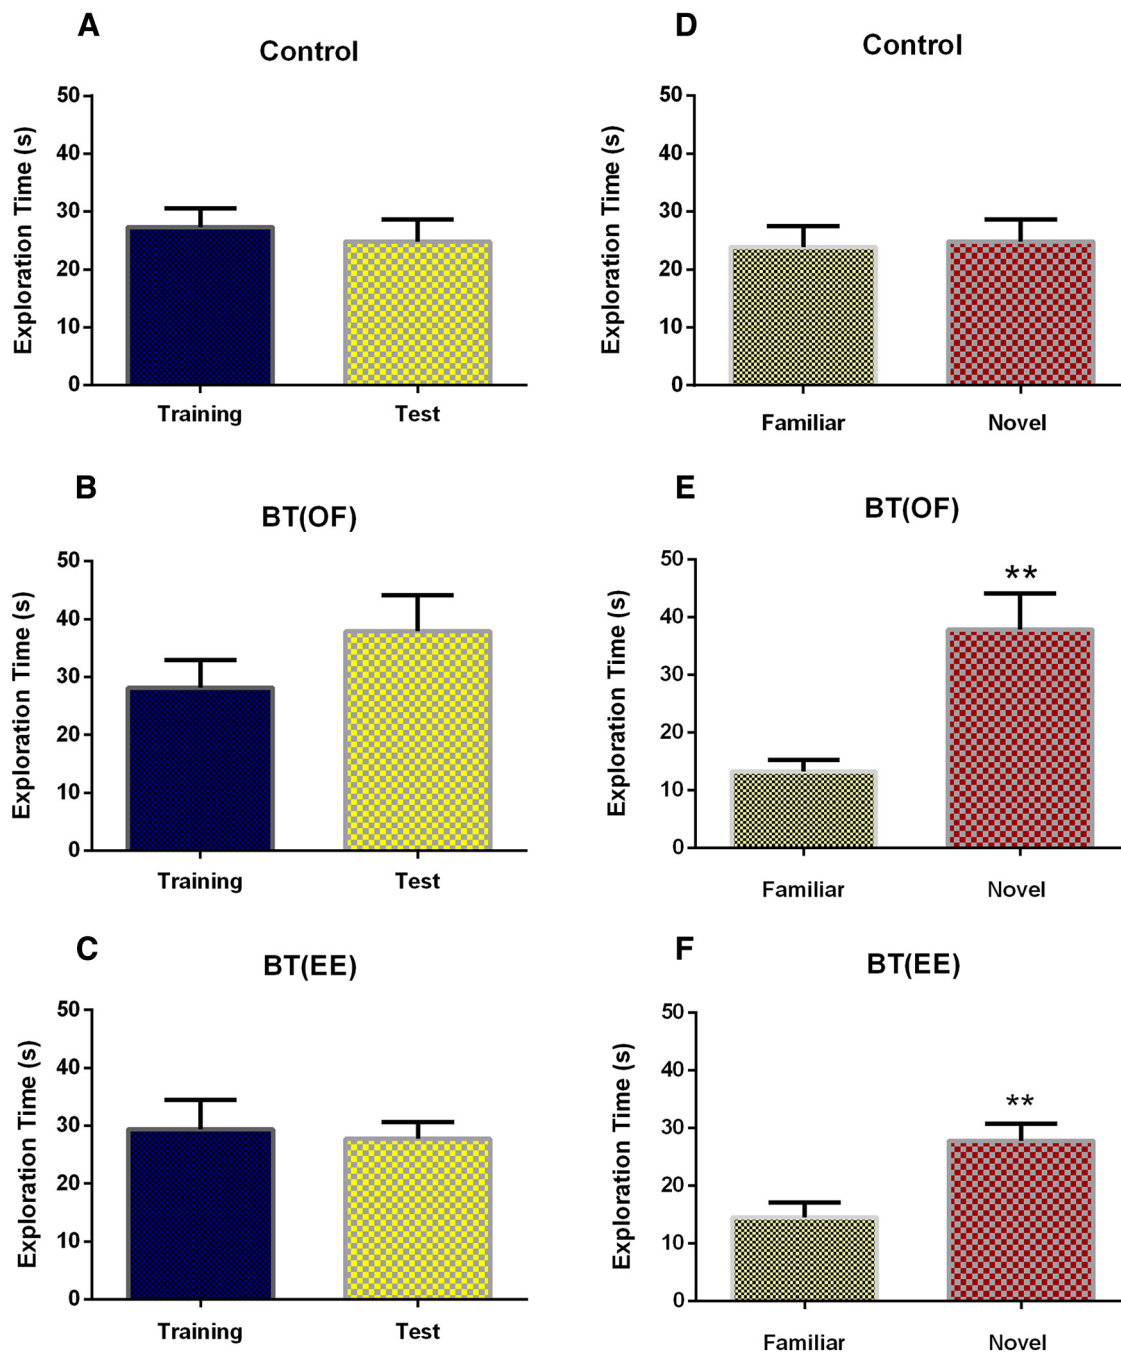 A
Control
Exploration Time (s)
50
40
30
20
10
0
Training
Test
D
Control
Exploration Time (s)
50
40
30
20
10
0
Familiar
Novel
B
BT(OF)
Exploration Time (s)
50
40
30
20
10
0
Training
Test
E
BT(OF)
Exploration Time (s)
50
40
30
20
10
0
**
Familiar
Novel
C
BT(EE)
Exploration Time (s)
50
40
30
20
10
0
Training
Test
F
BT(EE)
Exploration Time (s)
50
40
30
20
10
0
**
Familiar
Novel